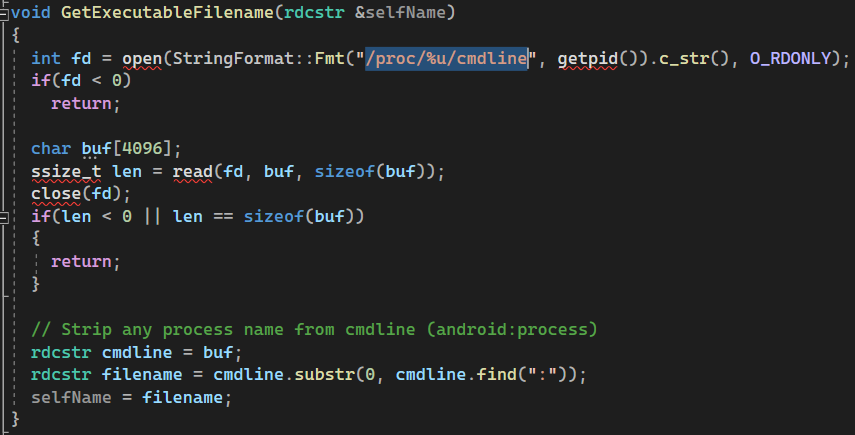 void GetExecutableFilename(rdcstr &selfName)
{
  int fd = open(StringFormat::Fmt("/proc/%u/cmdline", getpid()).c_str(), O_RDONLY);
  if(fd < 0)
    return;

  char buf[4096];
  ssize_t len = read(fd, buf, sizeof(buf));
  close(fd);
  if(len < 0 || len == sizeof(buf))
  {
    return;
  }

  // Strip any process name from cmdline (android:process)
  rdcstr cmdline = buf;
  rdcstr filename = cmdline.substr(0, cmdline.find(":"));
  selfName = filename;
}